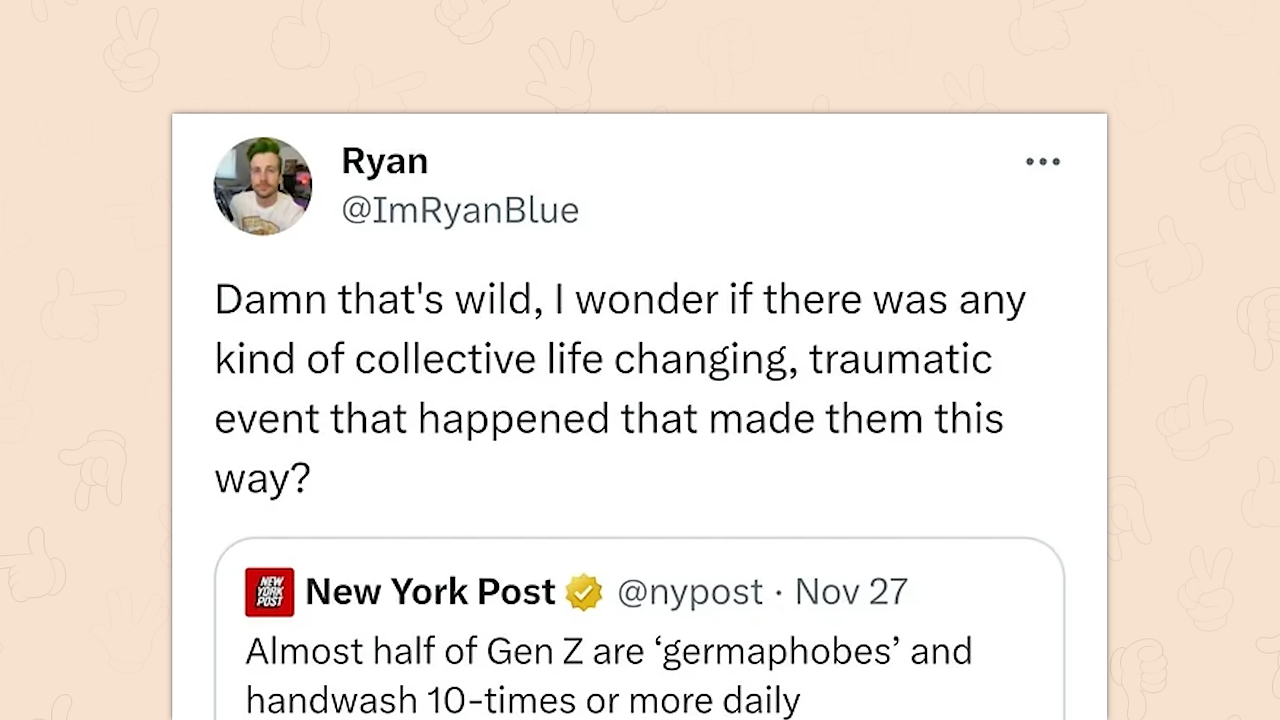 Ryan
@ImRyanBlue
Damn that's wild, I wonder if there was any
kind of collective life changing, traumatic
event that happened that made them this
way?
NEW
YORK
POST
New York Post @nypost · Nov 27
Almost half of Gen Z are ‘germaphobes’ and
handwash 10-times or more daily